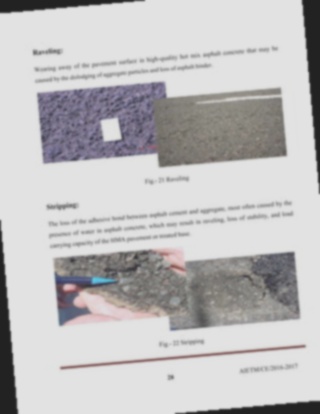 Raveling:
Wearing away of the pavement surface in high-quality hot mix asphalt concrete that may be
caused by the dislodging of aggregate particles and loss of asphalt binder.
Fig:- 21 Raveling
Stripping:
The loss of the adhesive bond between asphalt cement and aggregate, most often caused by the
presence of water in asphalt concrete, which may result in raveling, loss of stability, and load
carrying capacity of the HMA pavement or treated base.
Fig:- 22 Stripping
26